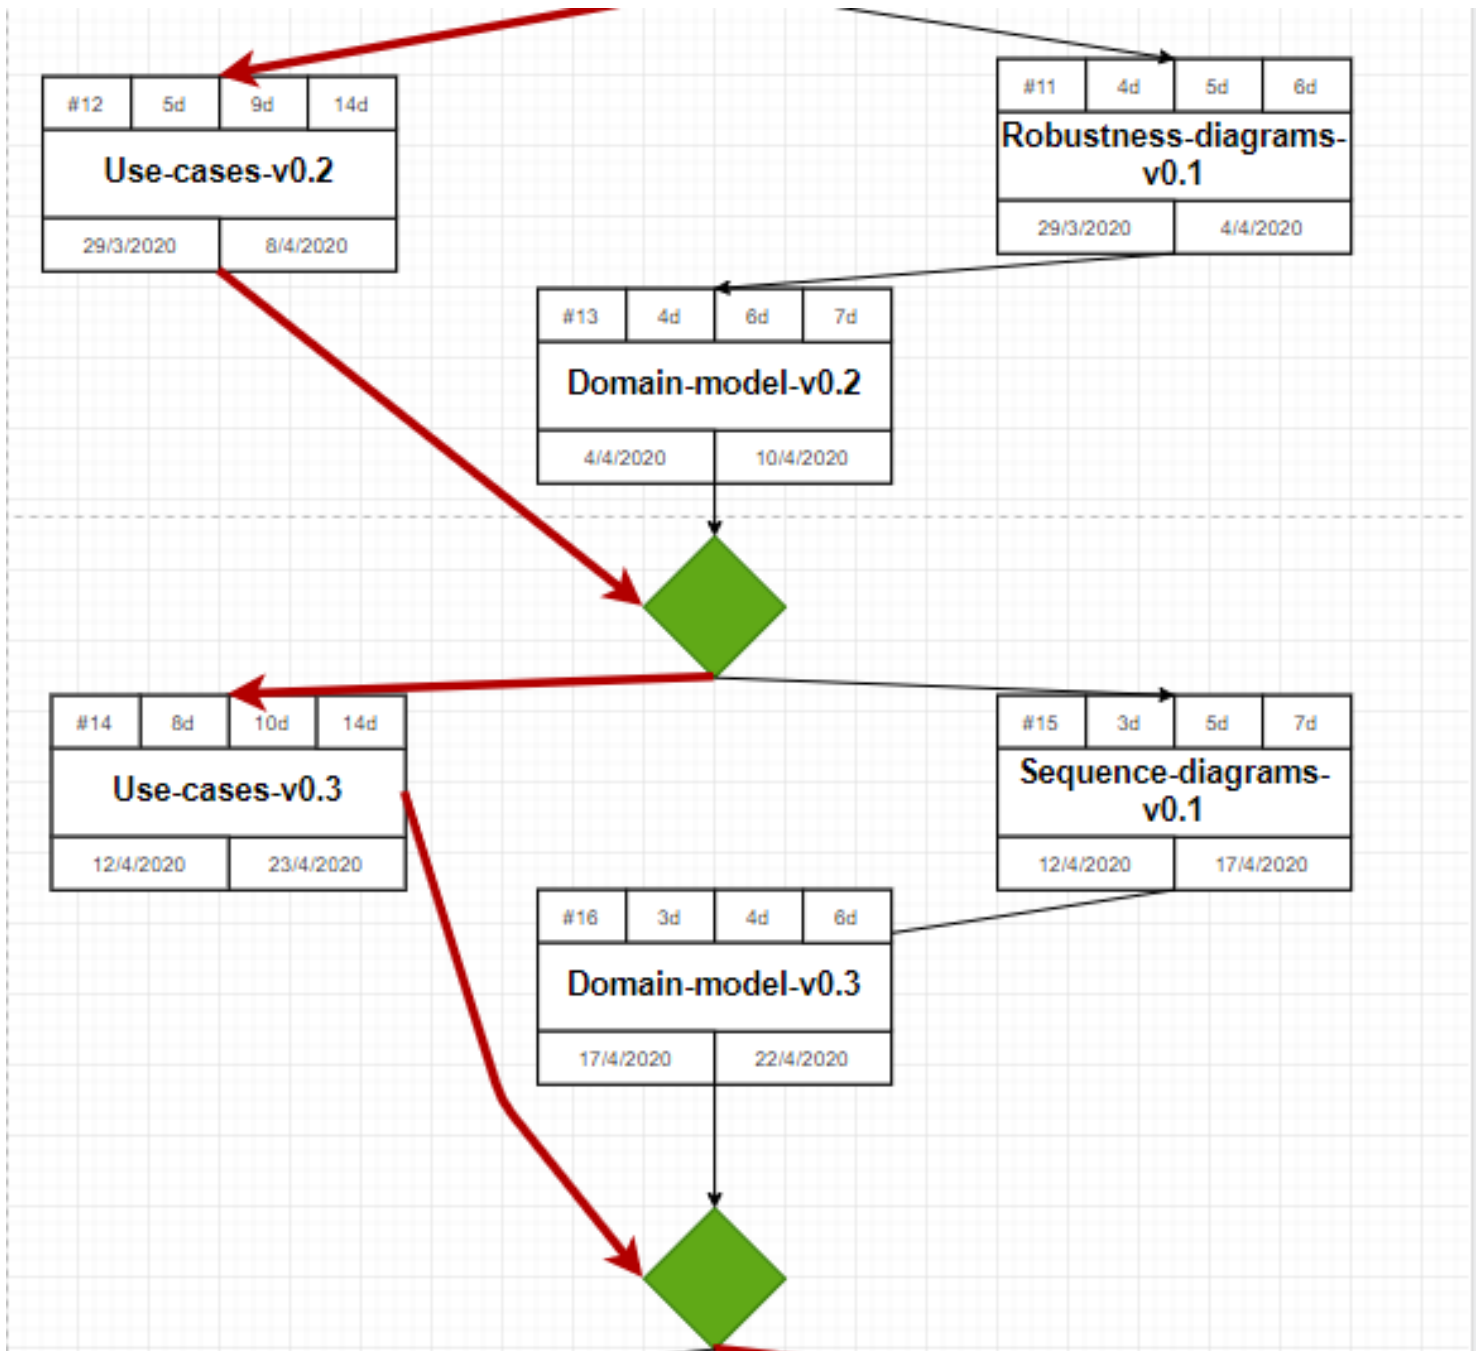 #12 5d 9d 14d
Use-cases-v0.2
29/3/2020 8/4/2020
#11 4d 5d 6d
Robustness-diagrams-
v0.1
29/3/2020 4/4/2020
#13 4d 6d 7d
Domain-model-v0.2
4/4/2020 10/4/2020
#14 8d 10d 14d
Use-cases-v0.3
12/4/2020 23/4/2020
#15 3d 5d 7d
Sequence-diagrams-
v0.1
12/4/2020 17/4/2020
#16 3d 4d 6d
Domain-model-v0.3
17/4/2020 22/4/2020